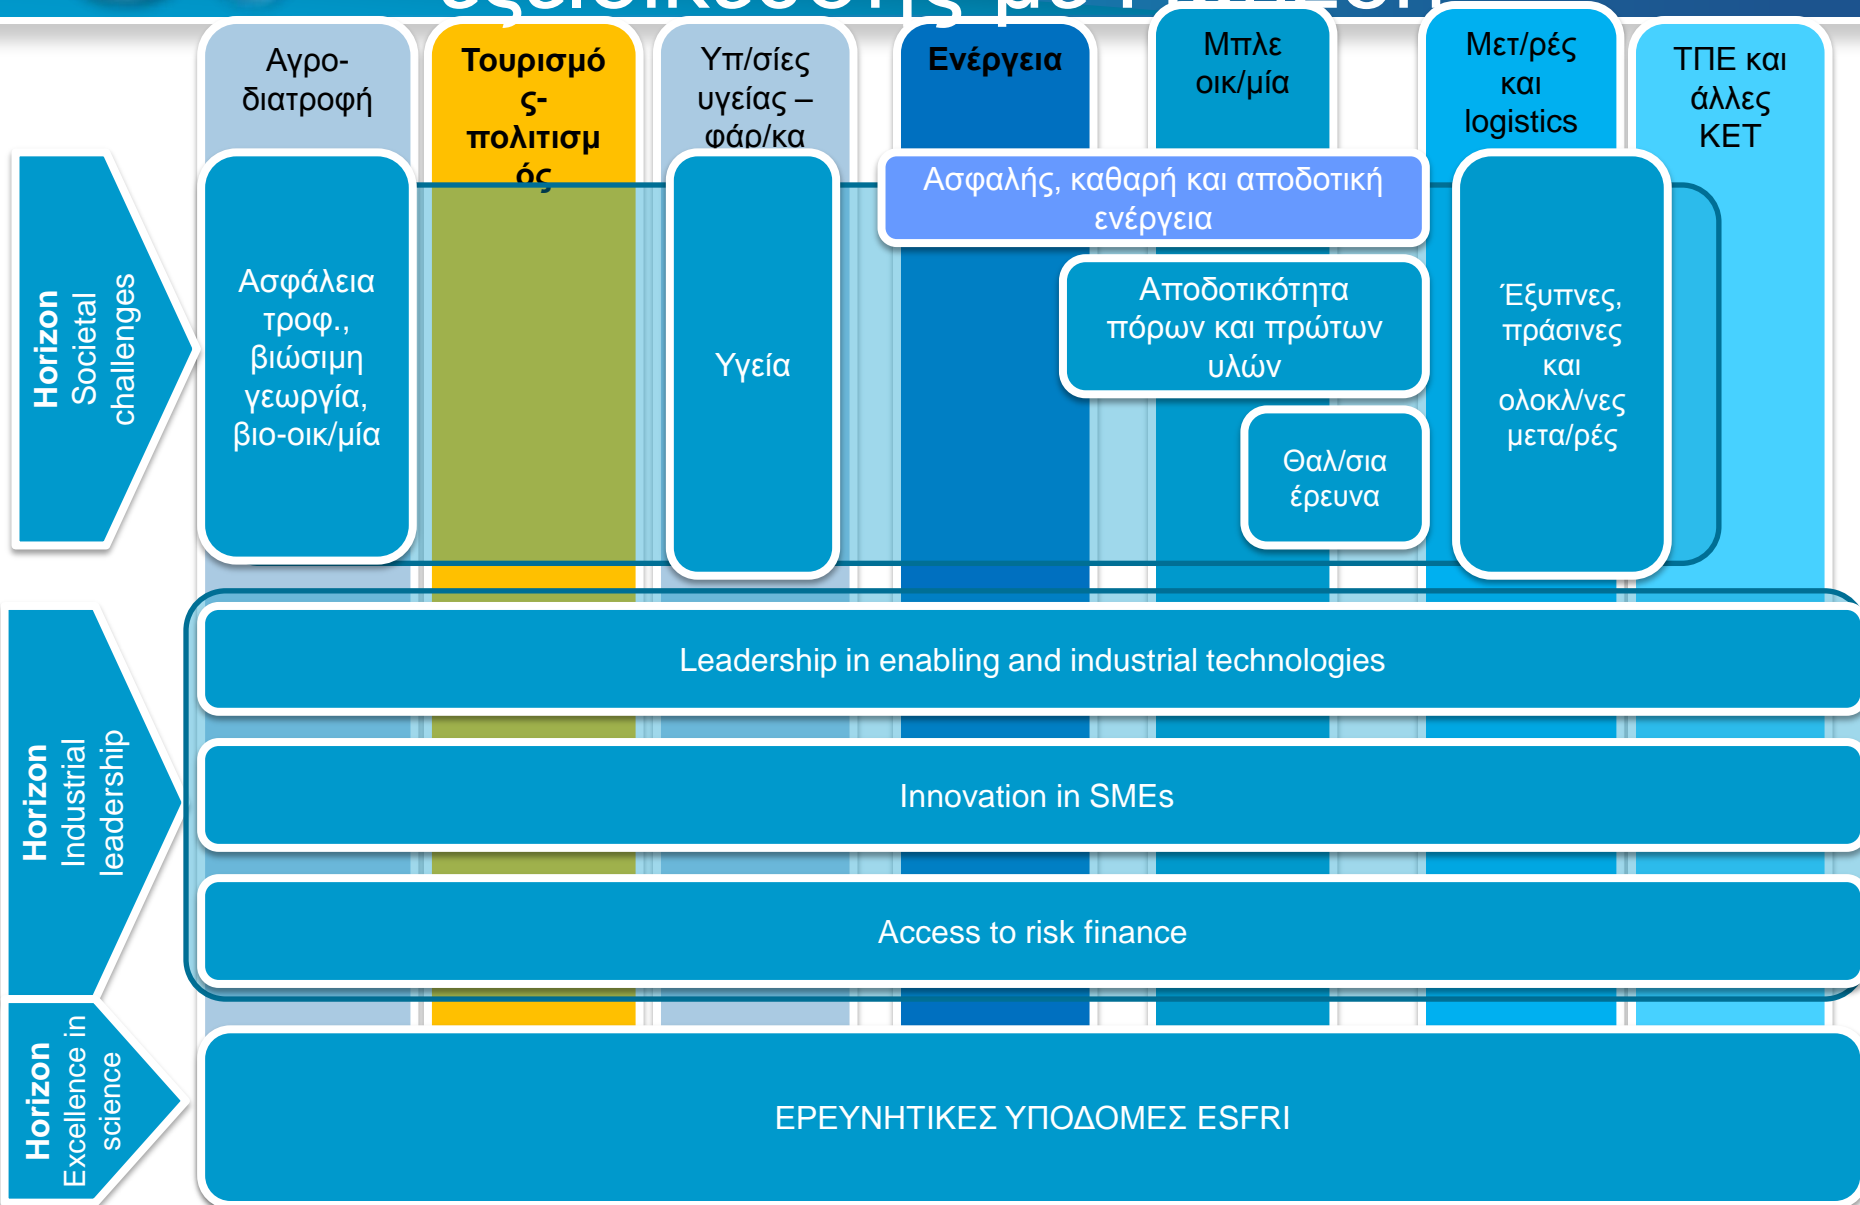 εξειδίκευσης με Horizon
Αγρο-
διατροφή
Τουρισμό
ς-
πολιτισμ
ός
Υπ/σίες
υγείας –
φάρ/κα
Ενέργεια
Μπλε
οικ/μία
Μετ/ρές
και
logistics
ΤΠΕ και
άλλες
ΚΕΤ
Horizon
Societal
challenges
Ασφάλεια
τροφ.,
βιώσιμη
γεωργία,
βιο-οικ/μία
Υγεία
Ασφαλής, καθαρή και αποδοτική
ενέργεια
Αποδοτικότητα
πόρων και πρώτων
υλών
Θαλ/σια
έρευνα
Έξυπνες,
πράσινες
και
ολοκλ/νες
μετα/ρές
Horizon
Industrial
leadership
Leadership in enabling and industrial technologies
Innovation in SMEs
Access to risk finance
Horizon
Excellence in
science
ΕΡΕΥΝΗΤΙΚΕΣ ΥΠΟΔΟΜΕΣ ESFRI